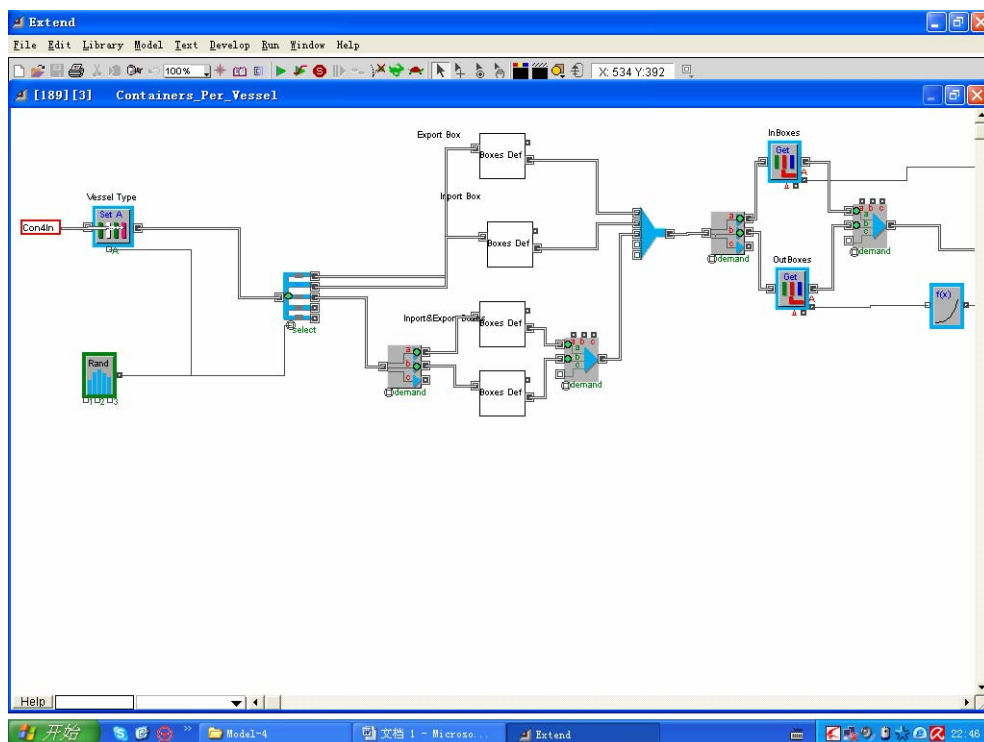 Extend
File Edit Library Model Text Develop Run Window Help
100%
X: 534 Y:392
[189][3] Containers_Per_Vessel
Export Box
Boxes Def
InBoxes
Get
A
Δ
Vessel Type
Set A
A
Con4In
Inport Box
Boxes Def
a b c
a
b
c
demand
a
b
c
demand
OutBoxes
Get
A
Δ
f(x)
select
Inport&Export Boxes
Boxes Def
a b c
a
b
c
demand
a
b
c
demand
Boxes Def
Rand
1 2 3
Help
开始
Model-4
文档 1 - Microso...
Extend
22:46